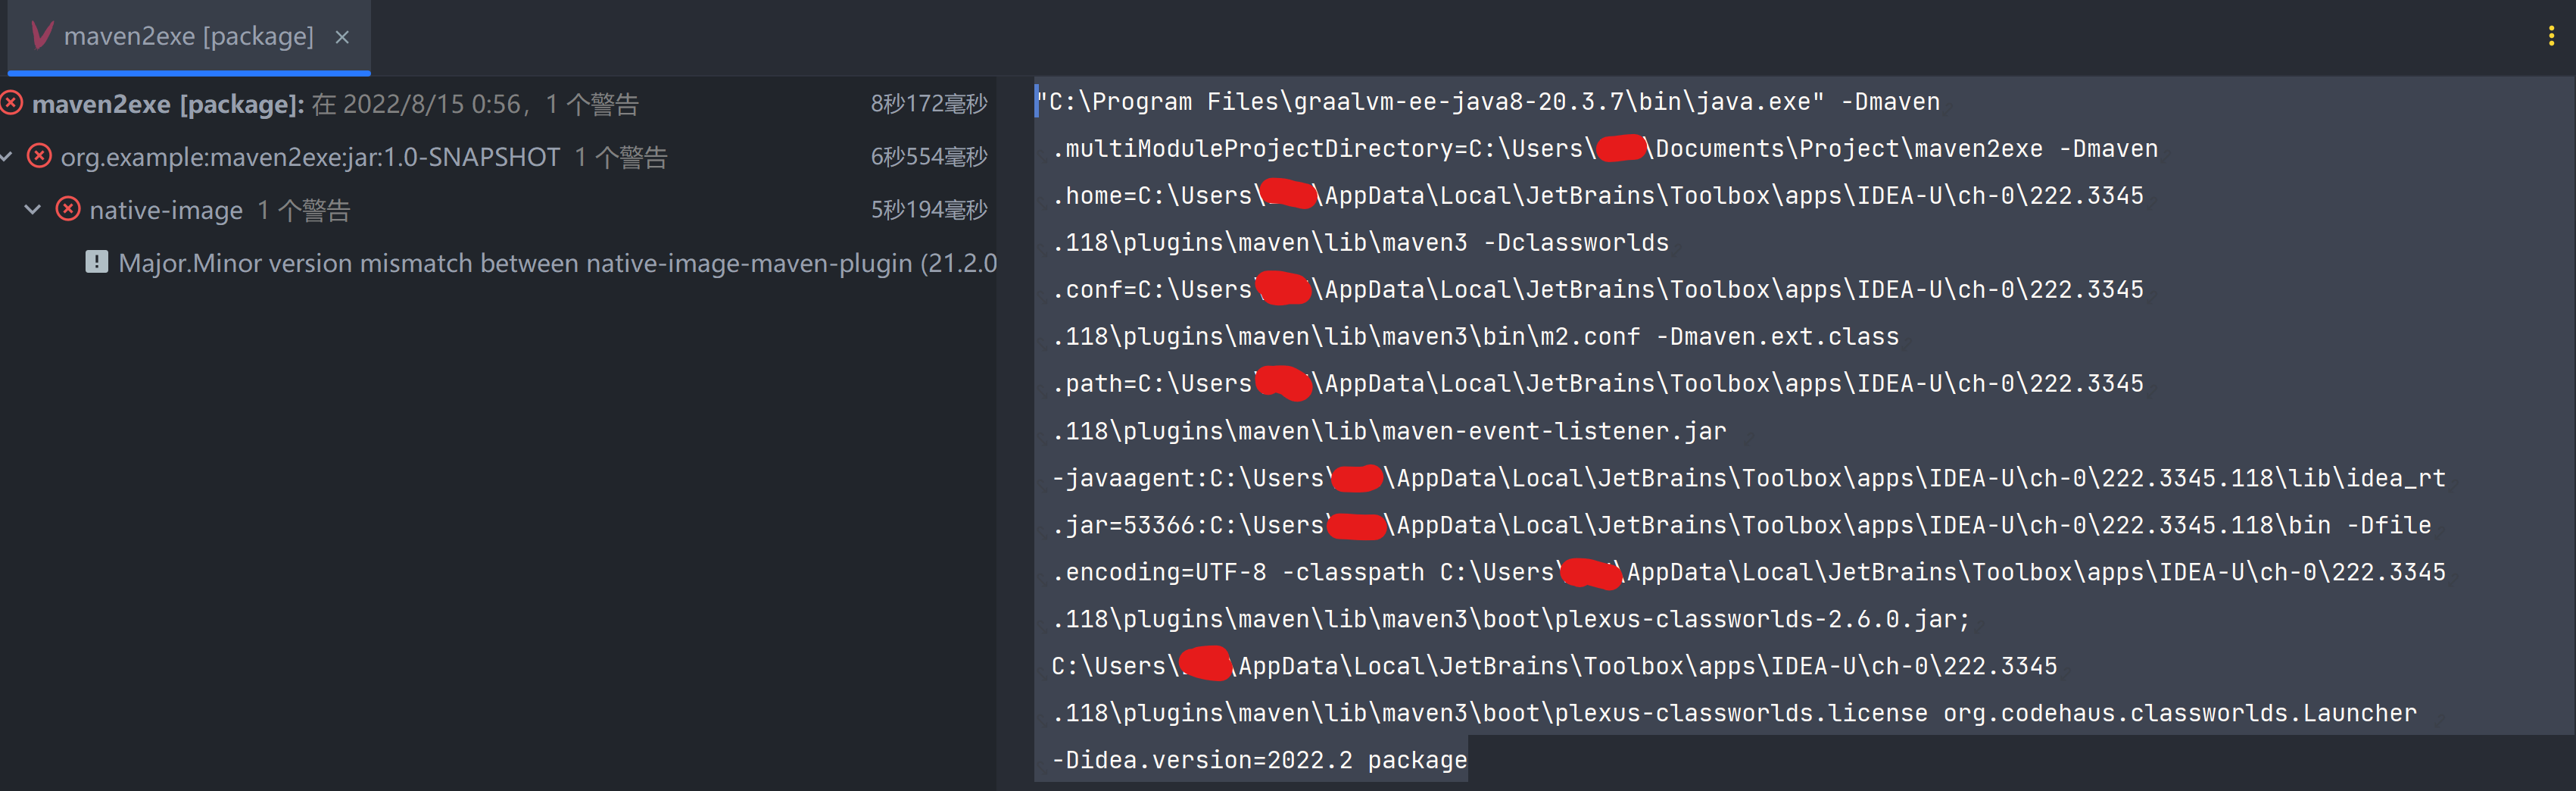 maven2exe [package]
maven2exe [package]: 在 2022/8/15 0:56，1 个警告 8秒172毫秒
org.example:maven2exe:jar:1.0-SNAPSHOT 1 个警告 6秒554毫秒
native-image 1 个警告 5秒194毫秒
Major.Minor version mismatch between native-image-maven-plugin (21.2.0
"C:\Program Files\graalvm-ee-java8-20.3.7\bin\java.exe" -Dmaven
.multiModuleProjectDirectory=C:\Users\ \Documents\Project\maven2exe -Dmaven
.home=C:\Users\ \AppData\Local\JetBrains\Toolbox\apps\IDEA-U\ch-0\222.3345
.118\plugins\maven\lib\maven3 -Dclassworlds
.conf=C:\Users\ \AppData\Local\JetBrains\Toolbox\apps\IDEA-U\ch-0\222.3345
.118\plugins\maven\lib\maven3\bin\m2.conf -Dmaven.ext.class
.path=C:\Users\ \AppData\Local\JetBrains\Toolbox\apps\IDEA-U\ch-0\222.3345
.118\plugins\maven\lib\maven-event-listener.jar
-javaagent:C:\Users\ \AppData\Local\JetBrains\Toolbox\apps\IDEA-U\ch-0\222.3345.118\lib\idea_rt
.jar=53366:C:\Users\ \AppData\Local\JetBrains\Toolbox\apps\IDEA-U\ch-0\222.3345.118\bin -Dfile
.encoding=UTF-8 -classpath C:\Users\ \AppData\Local\JetBrains\Toolbox\apps\IDEA-U\ch-0\222.3345
.118\plugins\maven\lib\maven3\boot\plexus-classworlds-2.6.0.jar;
C:\Users\ \AppData\Local\JetBrains\Toolbox\apps\IDEA-U\ch-0\222.3345
.118\plugins\maven\lib\maven3\boot\plexus-classworlds.license org.codehaus.classworlds.Launcher
-Didea.version=2022.2 package